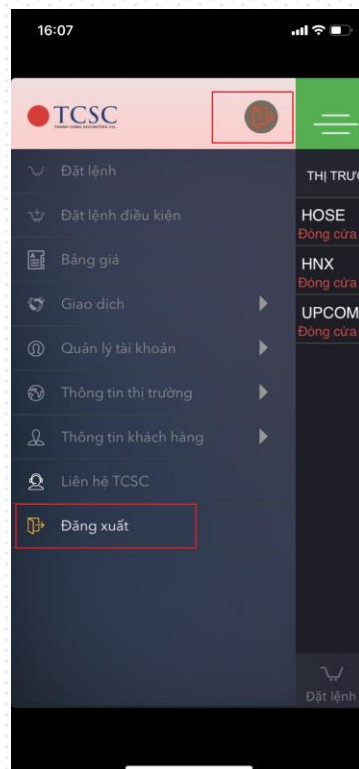 16:07
TCSC
THANH CONG SECURITIES CO.
Đặt lệnh
Đặt lệnh điều kiện
Bảng giá
Giao dịch
Quản lý tài khoản
Thông tin thị trường
Thông tin khách hàng
Liên hệ TCSC
Đăng xuất
THỊ TRƯ
HOSE
Đóng cửa
HNX
Đóng cửa
UPCOM
Đóng cửa
Đặt lệnh